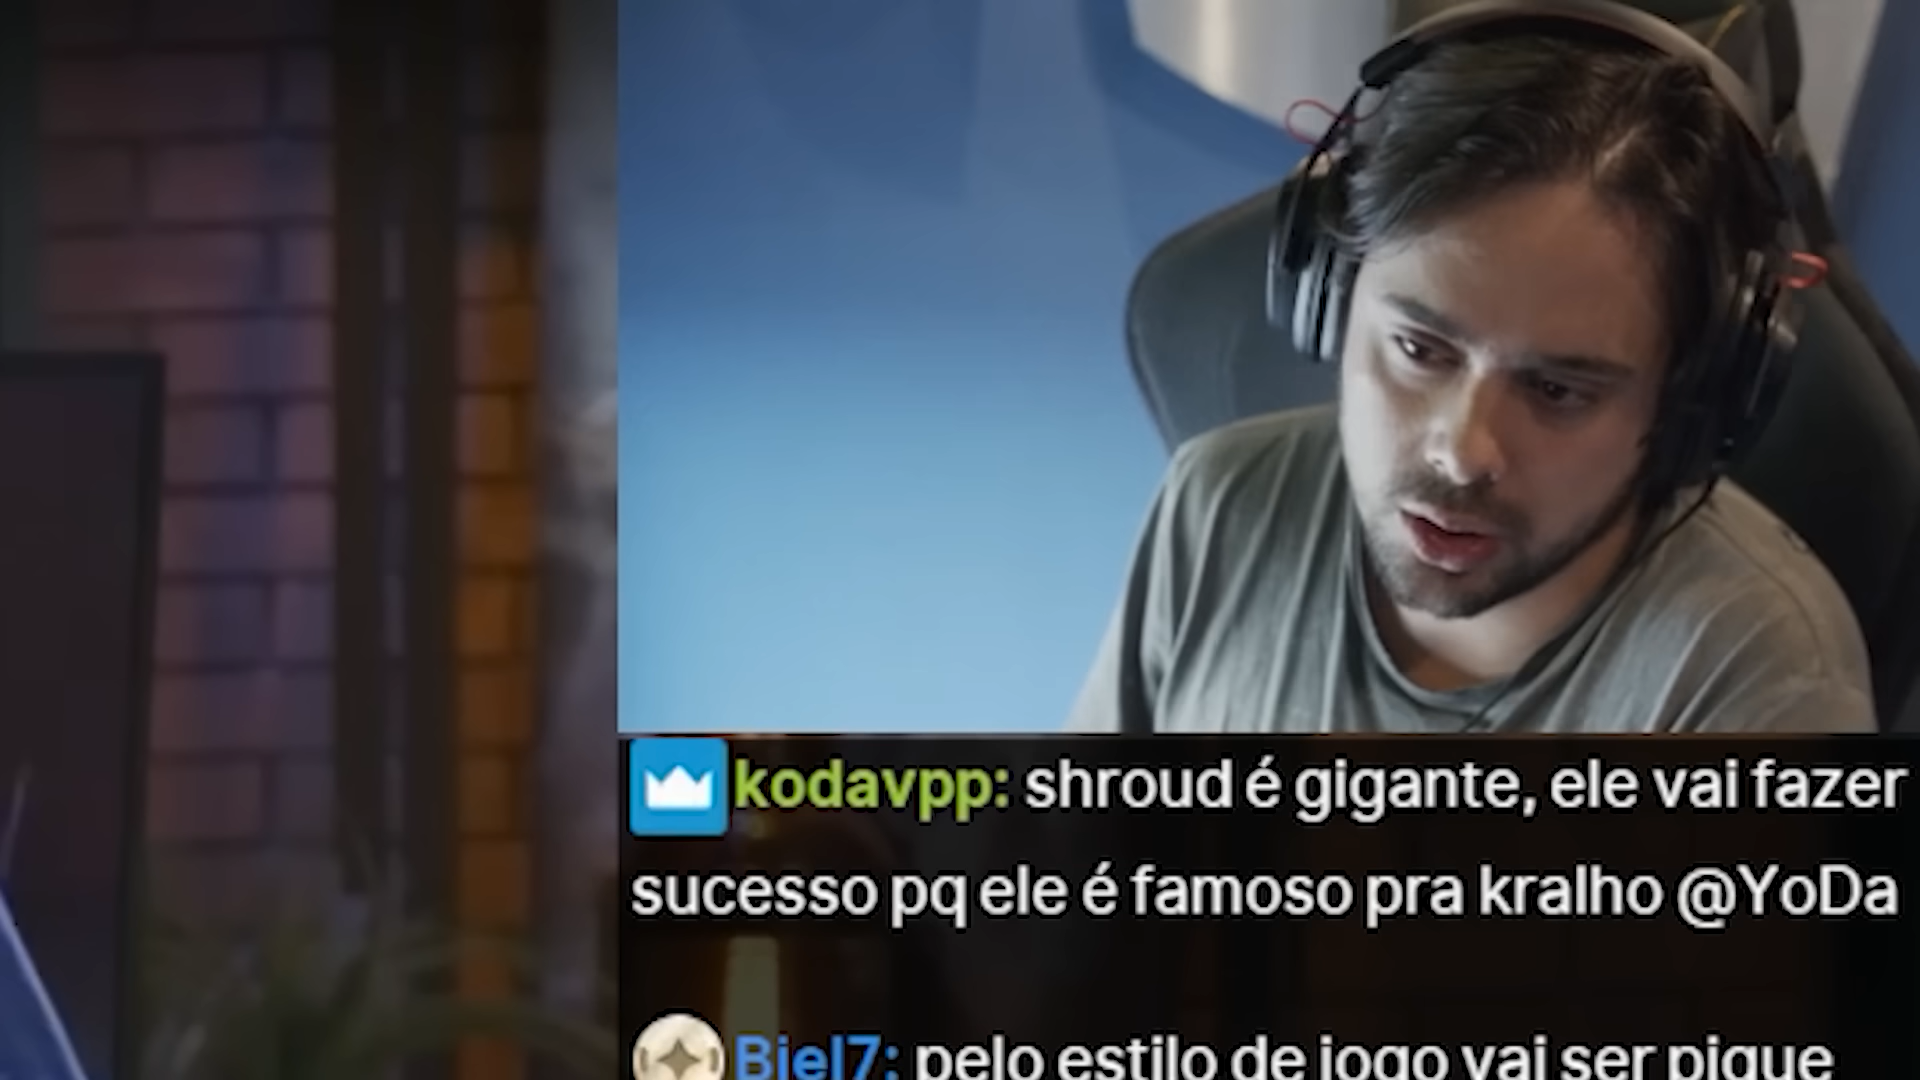 kodavpp: shroud é gigante, ele vai fazer
sucesso pq ele é famoso pra kralho @YoDa
Biel7: pelo estilo de jogo vai ser pique